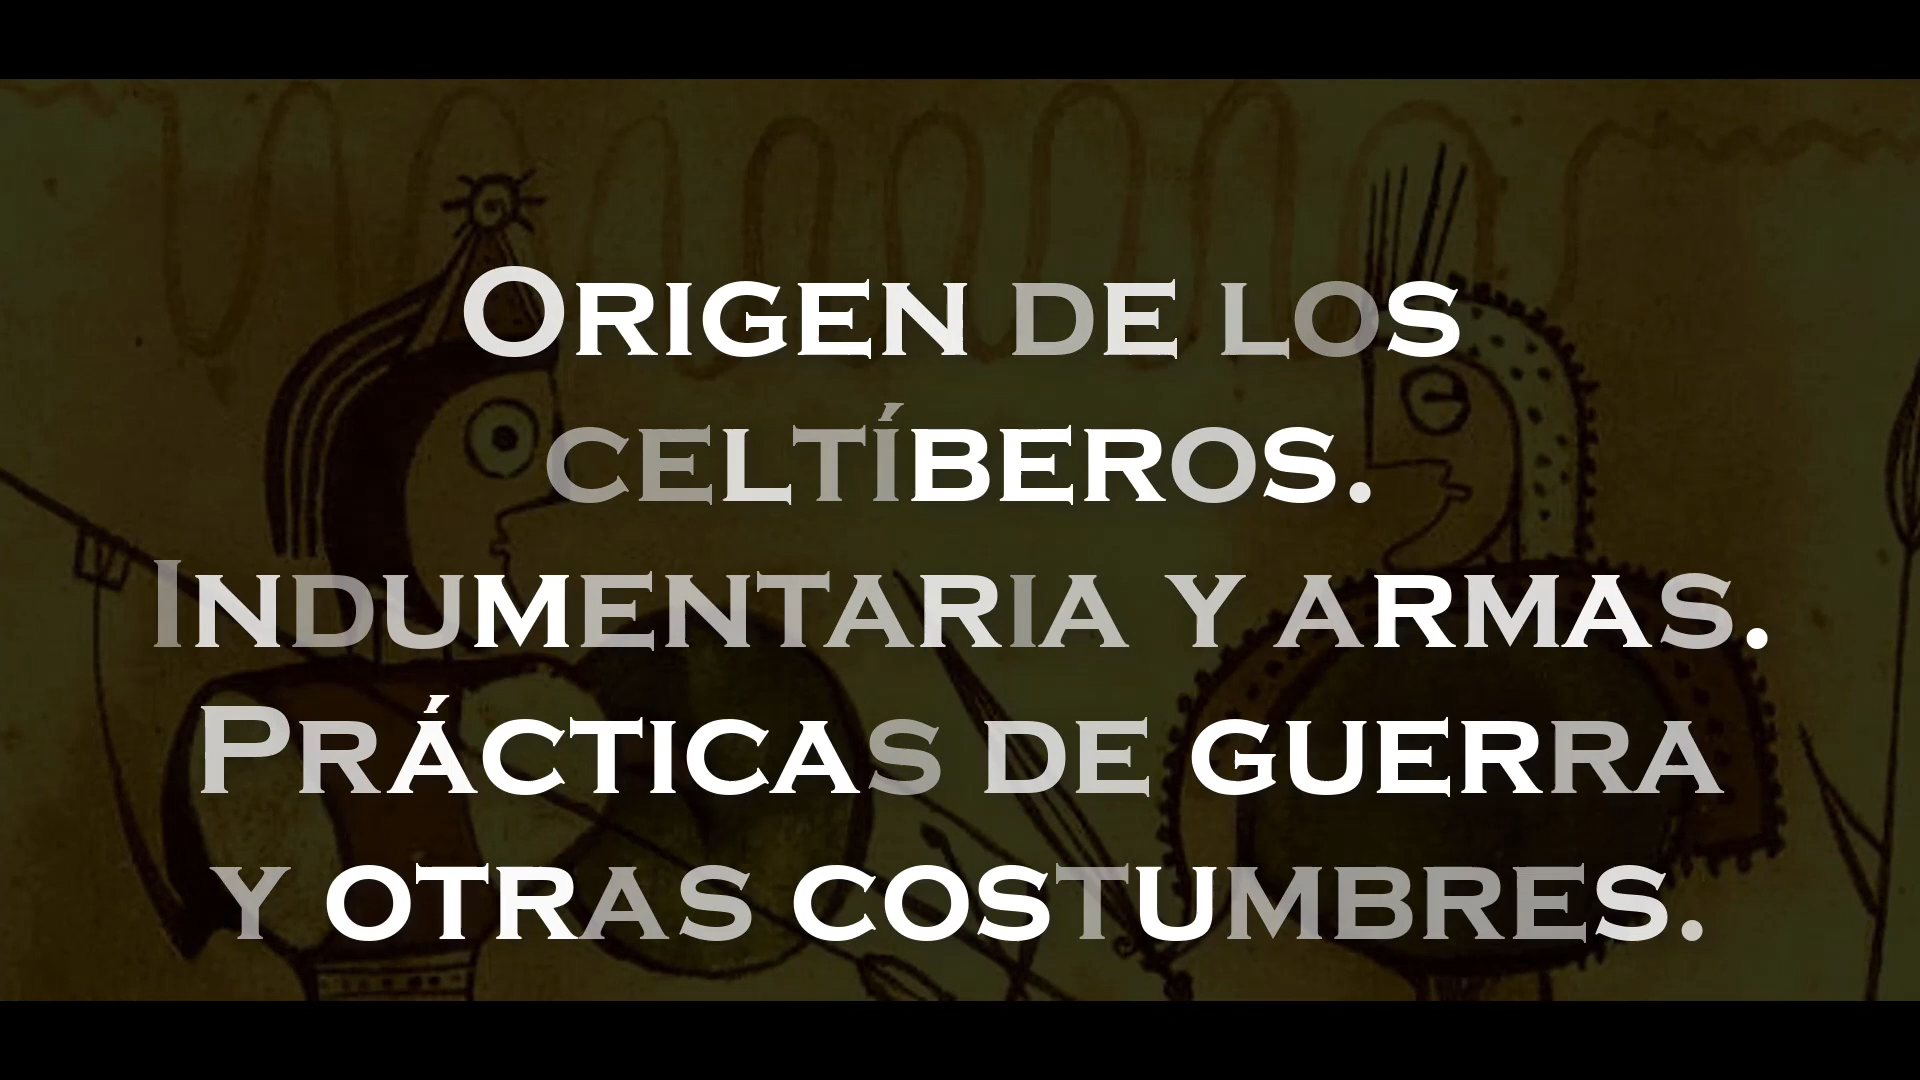 Origen de los
celtíberos.
Indumentaria y armas.
Prácticas de guerra
y otras costumbres.